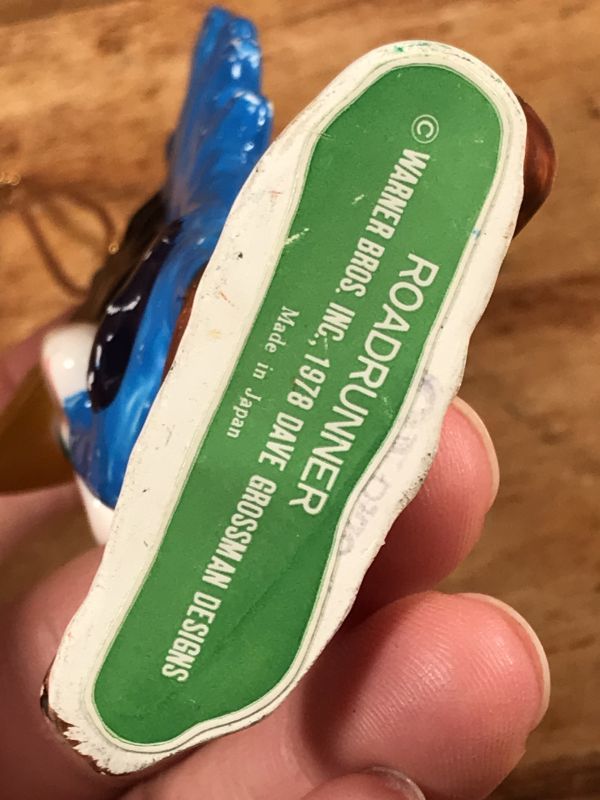 ROADRUNNER
© WARNER BROS. INC., 1978 DAVE GROSSMAN DESIGNS
Made in Japan